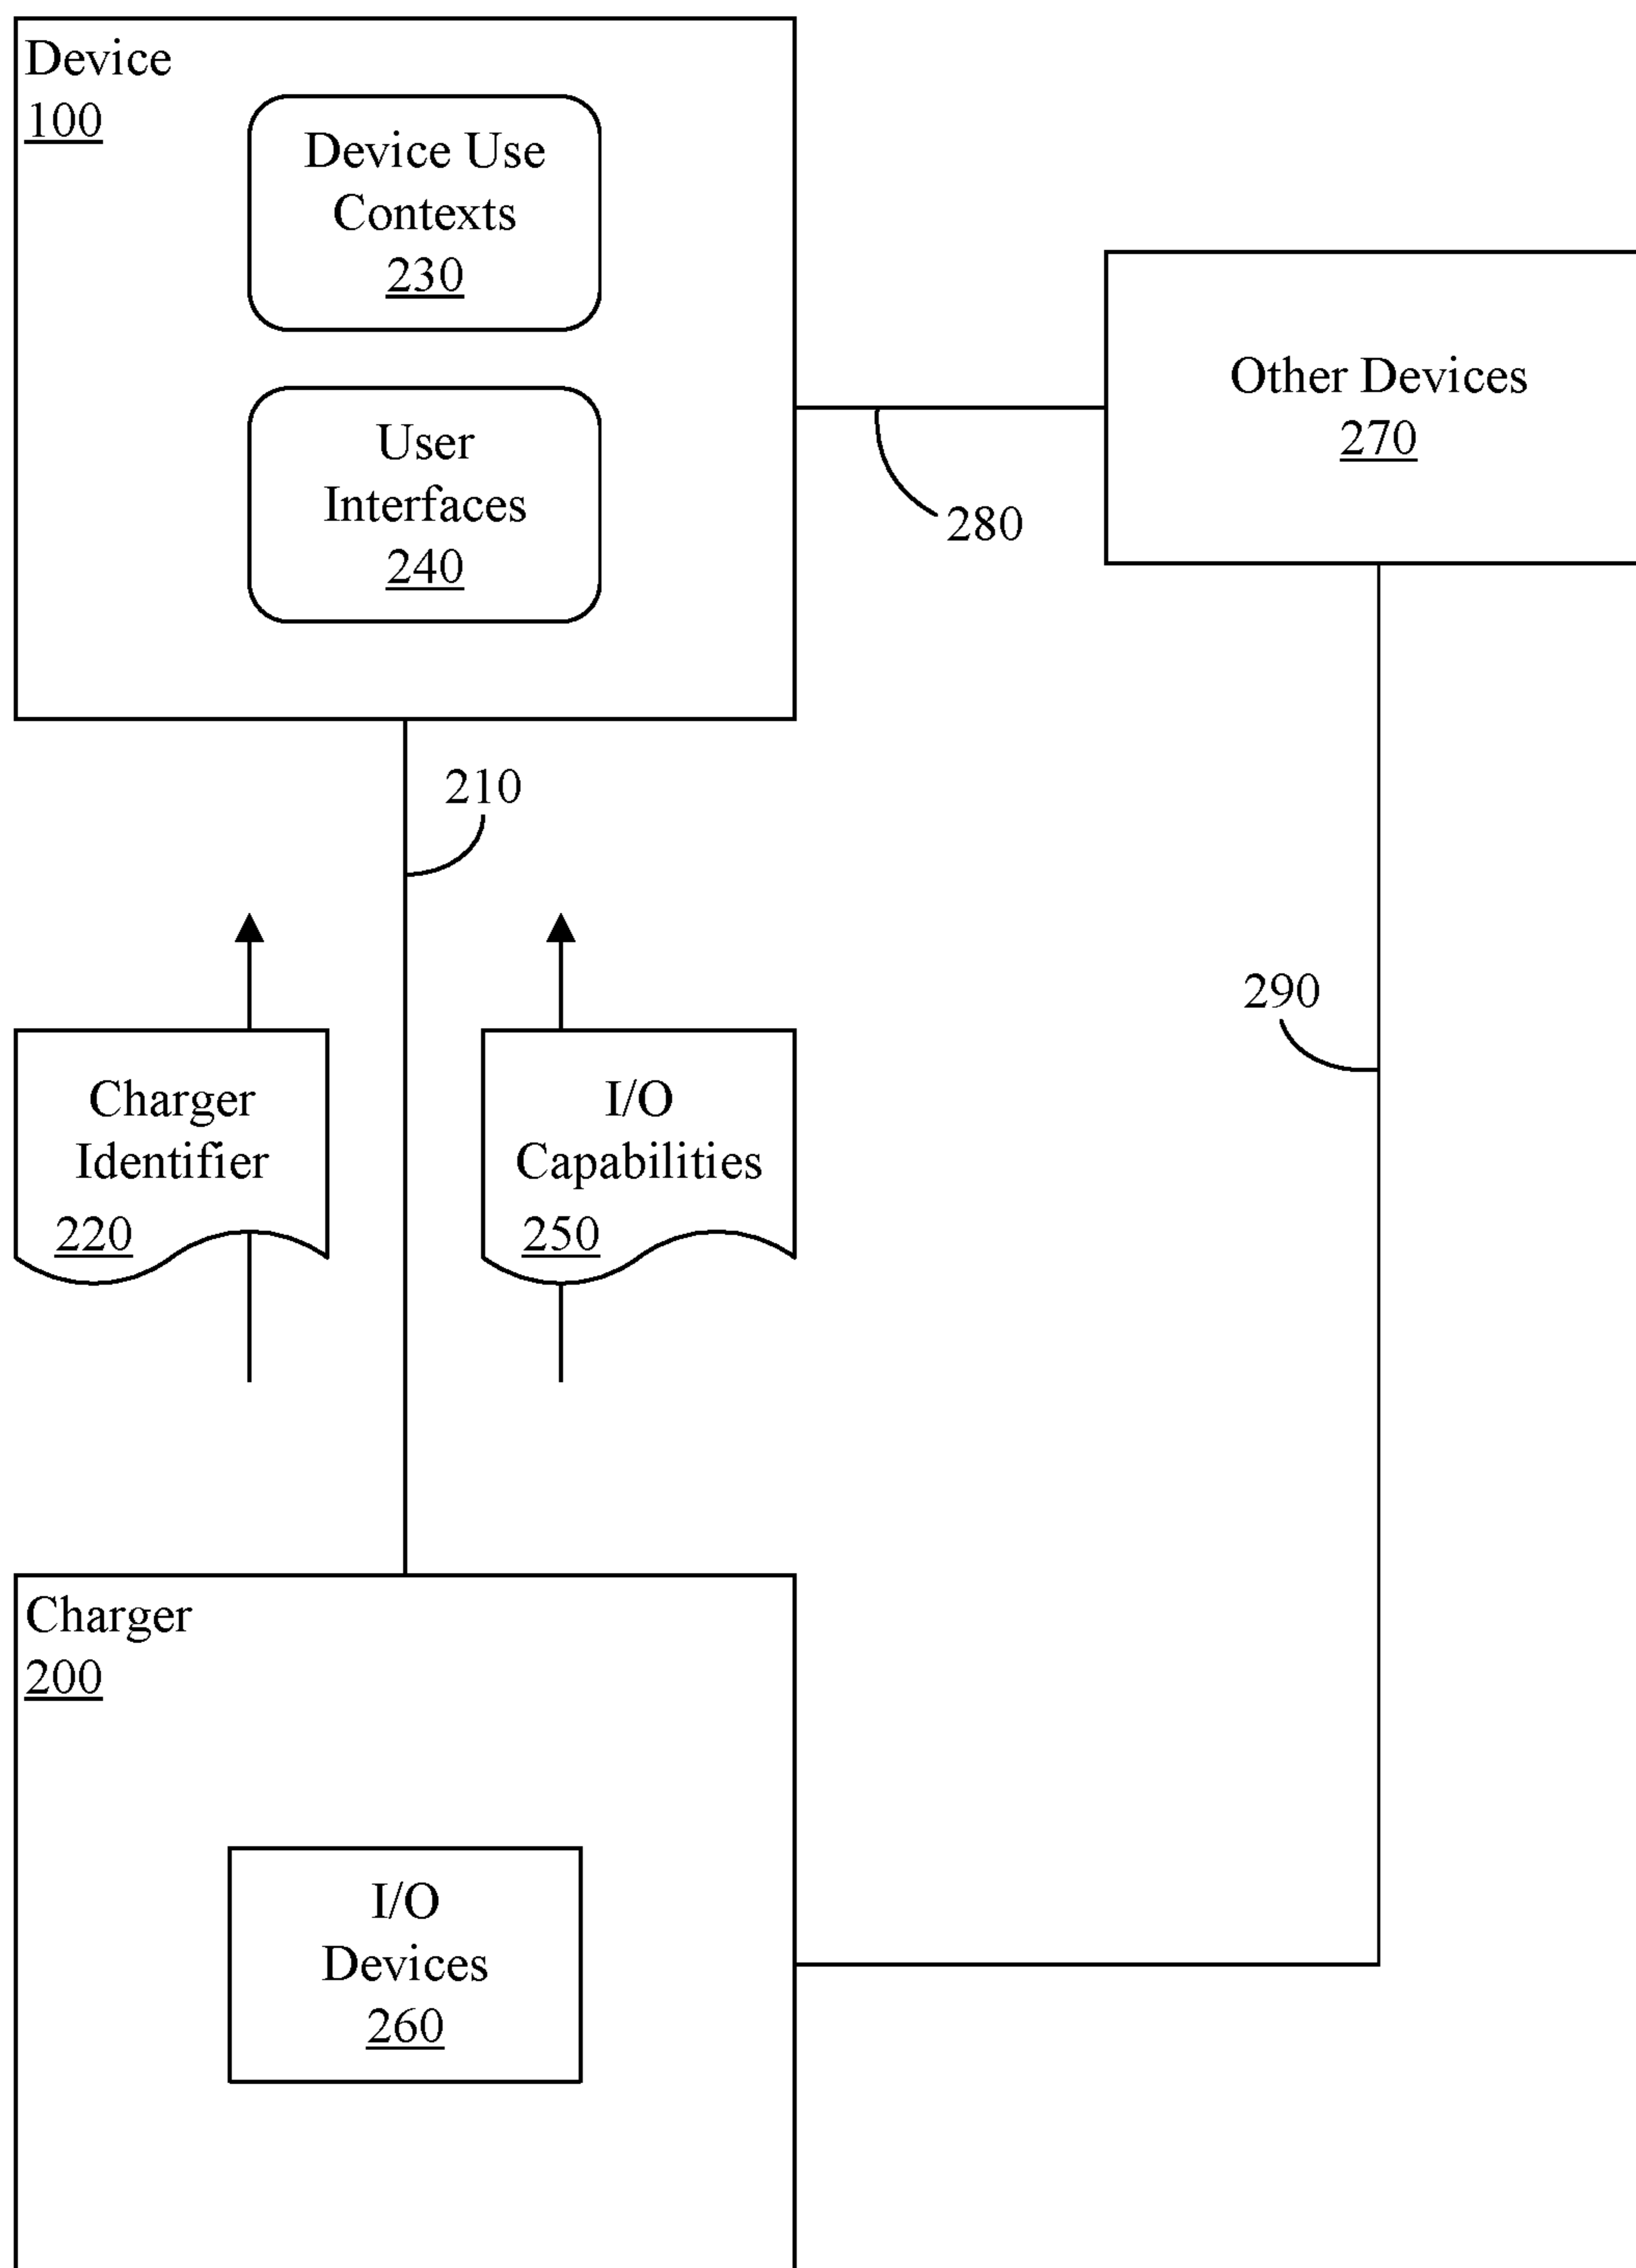 Device
100
Device Use
Contexts
230
User
Interfaces
240
Other Devices
270
280
210
290
Charger
Identifier
220
I/O
Capabilities
250
Charger
200
I/O
Devices
260